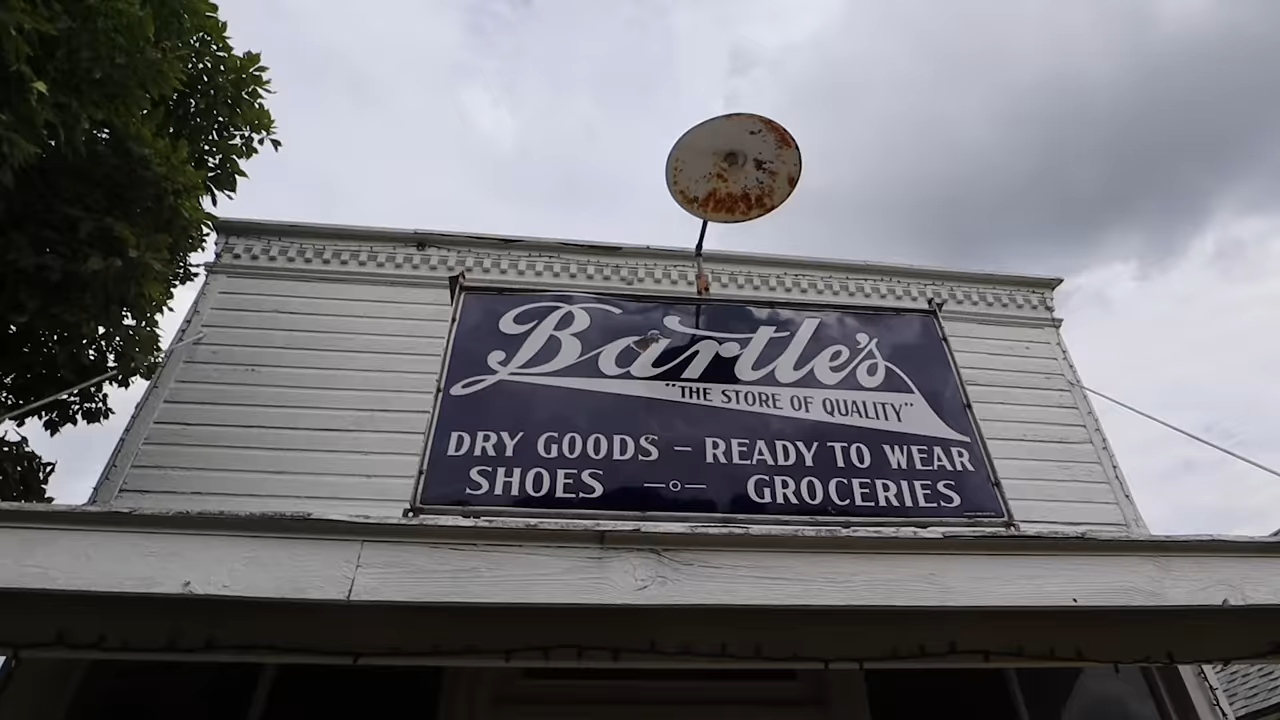 Bartle's
"THE STORE OF QUALITY"
DRY GOODS – READY TO WEAR
SHOES —o— GROCERIES